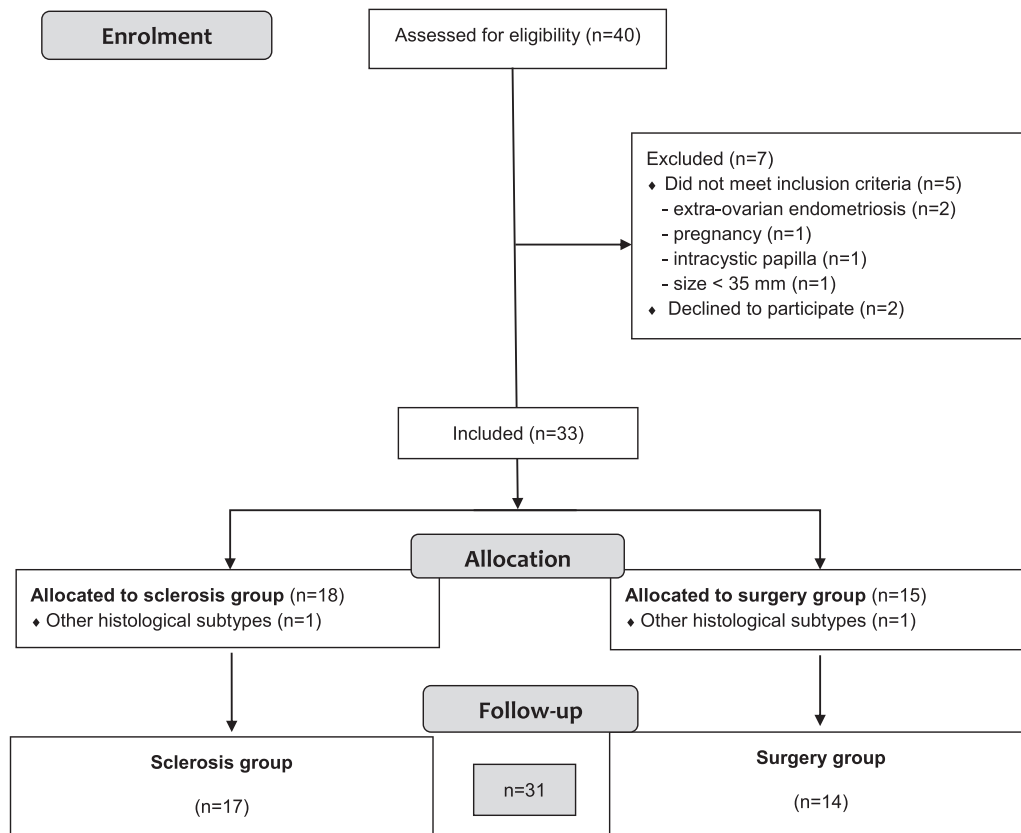 Enrolment
Assessed for eligibility (n=40)
Excluded (n=7)
♦ Did not meet inclusion criteria (n=5)
- extra-ovarian endometriosis (n=2)
- pregnancy (n=1)
- intracystic papilla (n=1)
- size < 35 mm (n=1)
♦ Declined to participate (n=2)
Included (n=33)
Allocation
Allocated to sclerosis group (n=18)
♦ Other histological subtypes (n=1)
Allocated to surgery group (n=15)
♦ Other histological subtypes (n=1)
Follow-up
Sclerosis group
(n=17)
n=31
Surgery group
(n=14)